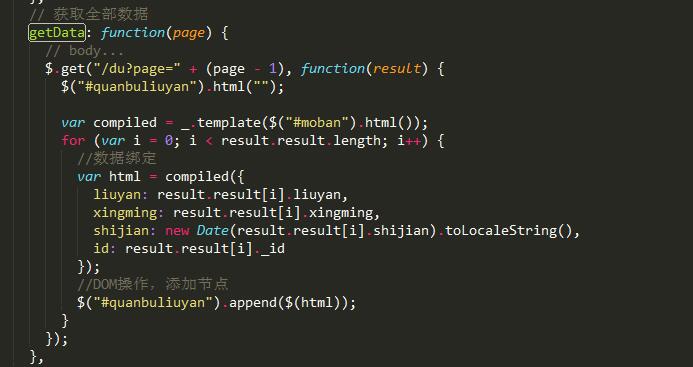 },
// 获取全部数据
getData: function(page) {
// body...
$.get("/du?page=" + (page - 1), function(result) {
$("#quanbuliuyan").html("");
var compiled = _.template($("#moban").html());
for (var i = 0; i < result.result.length; i++) {
//数据绑定
var html = compiled({
liuyan: result.result[i].liuyan,
xingming: result.result[i].xingming,
shijian: new Date(result.result[i].shijian).toLocaleString(),
id: result.result[i]._id
});
//DOM操作，添加节点
$("#quanbuliuyan").append($(html));
}
});
},